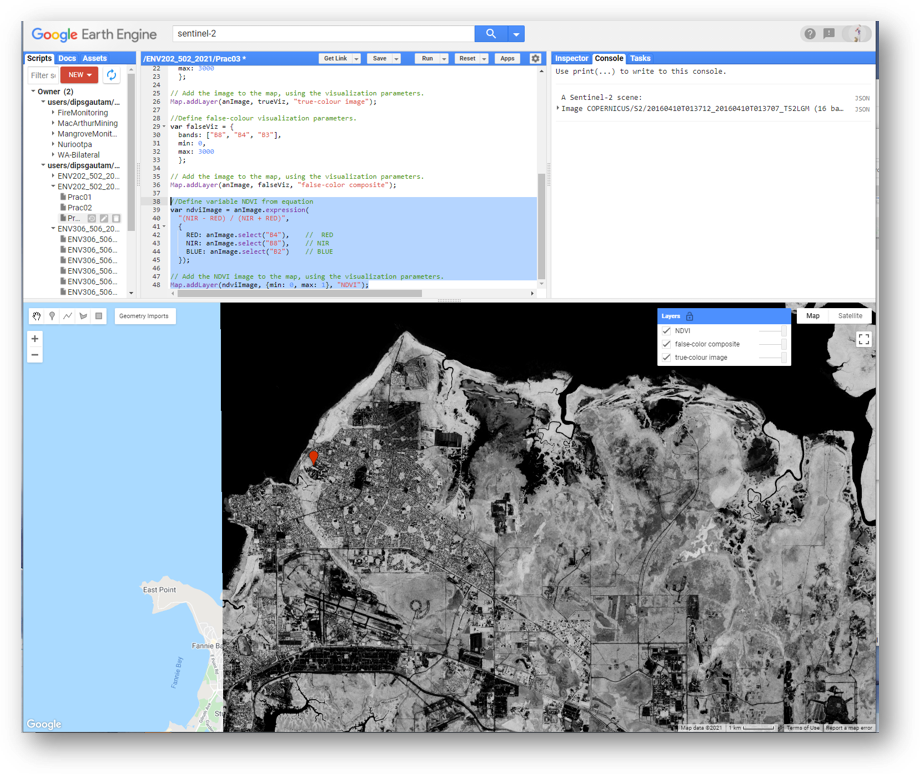 Google Earth Engine
sentinel-2
Scripts Docs Assets
/ENV202_502_2021/Prac03 *
Get Link Save Run Reset Apps
Inspector Console Tasks
Filter s NEW
Owner (2)
users/dipsgautam/...
FireMonitoring
MacArthurMining
MangroveMonit...
Nuriootpa
WA-Bilateral
users/dipsgautam/...
ENV202_502_20...
ENV202_502_20...
Prac01
Prac02
Pr...
ENV306_506_20...
ENV306_506...
ENV306_506...
ENV306_506...
ENV306_506...
ENV306_506...
22 max: 3000
23 };
24
25 // Add the image to the map, using the visualization parameters.
26 Map.addLayer(anImage, trueViz, "true-colour image");
27
28 //Define false-colour visualization parameters.
29 var falseViz = {
30 bands: ["B8", "B4", "B3"],
31 min: 0,
32 max: 3000
33 };
34
35 // Add the image to the map, using the visualization parameters.
36 Map.addLayer(anImage, falseViz, "false-color composite");
37
38 //Define variable NDVI from equation
39 var ndviImage = anImage.expression(
40 "(NIR - RED) / (NIR + RED)",
41 {
42 RED: anImage.select("B4"), // RED
43 NIR: anImage.select("B8"), // NIR
44 BLUE: anImage.select("B2") // BLUE
45 });
46
47 // Add the NDVI image to the map, using the visualization parameters.
48 Map.addLayer(ndviImage, {min: 0, max: 1}, "NDVI");
Use print(...) to write to this console.
A Sentinel-2 scene: JSON
Image COPERNICUS/S2/20160410T013712_20160410T013707_T52LGM (16 ba... JSON
Geometry Imports
Layers
NDVI
false-color composite
true-colour image
Map Satellite
+
−
East Point
Fannie Ba
Fannie Bay
Google
Map data ©2021 1 km Terms of Use Report a map error